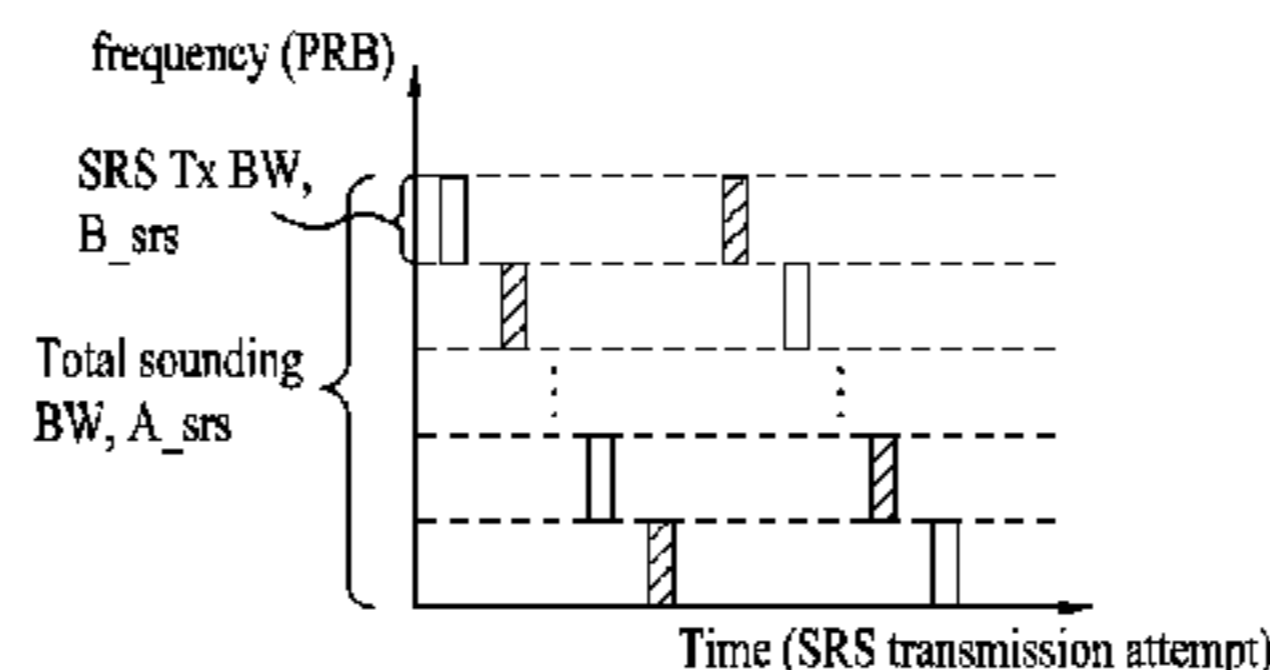 frequency (PRB)
SRS Tx BW,
B_srs
Total sounding
BW, A_srs
Time (SRS transmission attempt)